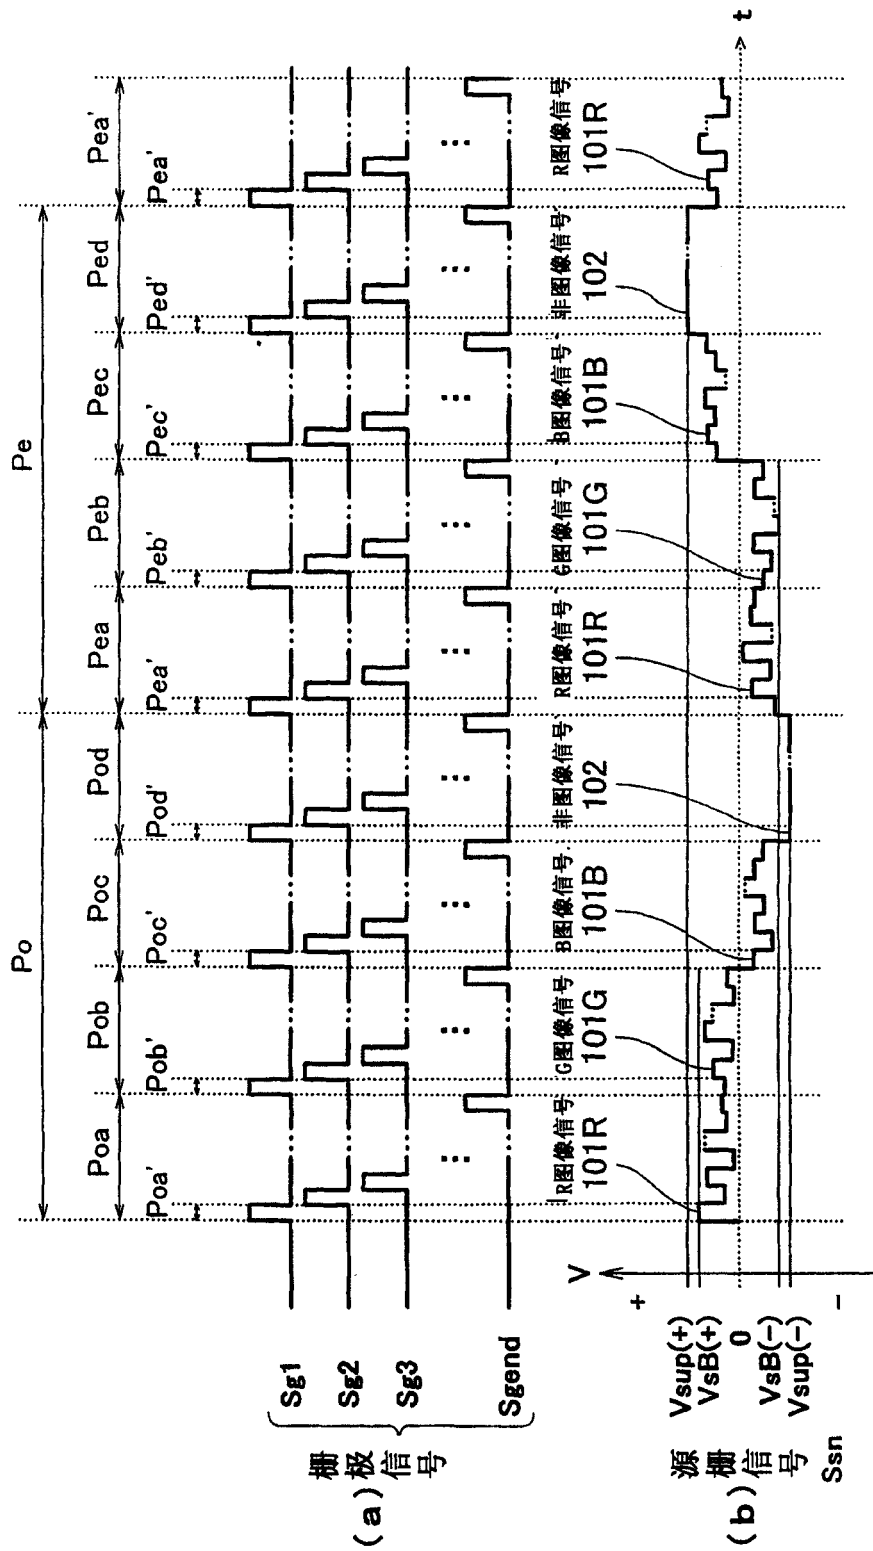 Po
Pe
Poa
Pob
Poc
Pod
Pea
Peb
Pec
Ped
Pea'
Poa'
Pob'
Poc'
Pod'
Pea'
Peb'
Pec'
Ped'
Pea'
(a)栅极信号
Sg1
Sg2
Sg3
Sgend
R图像信号
101R
G图像信号
101G
B图像信号
101B
非图像信号
102
R图像信号
101R
G图像信号
101G
B图像信号
101B
非图像信号
102
R图像信号
101R
V
+
-
t
Vsup(+)
VsB(+)
0
VsB(-)
Vsup(-)
(b)源栅信号
Ssn